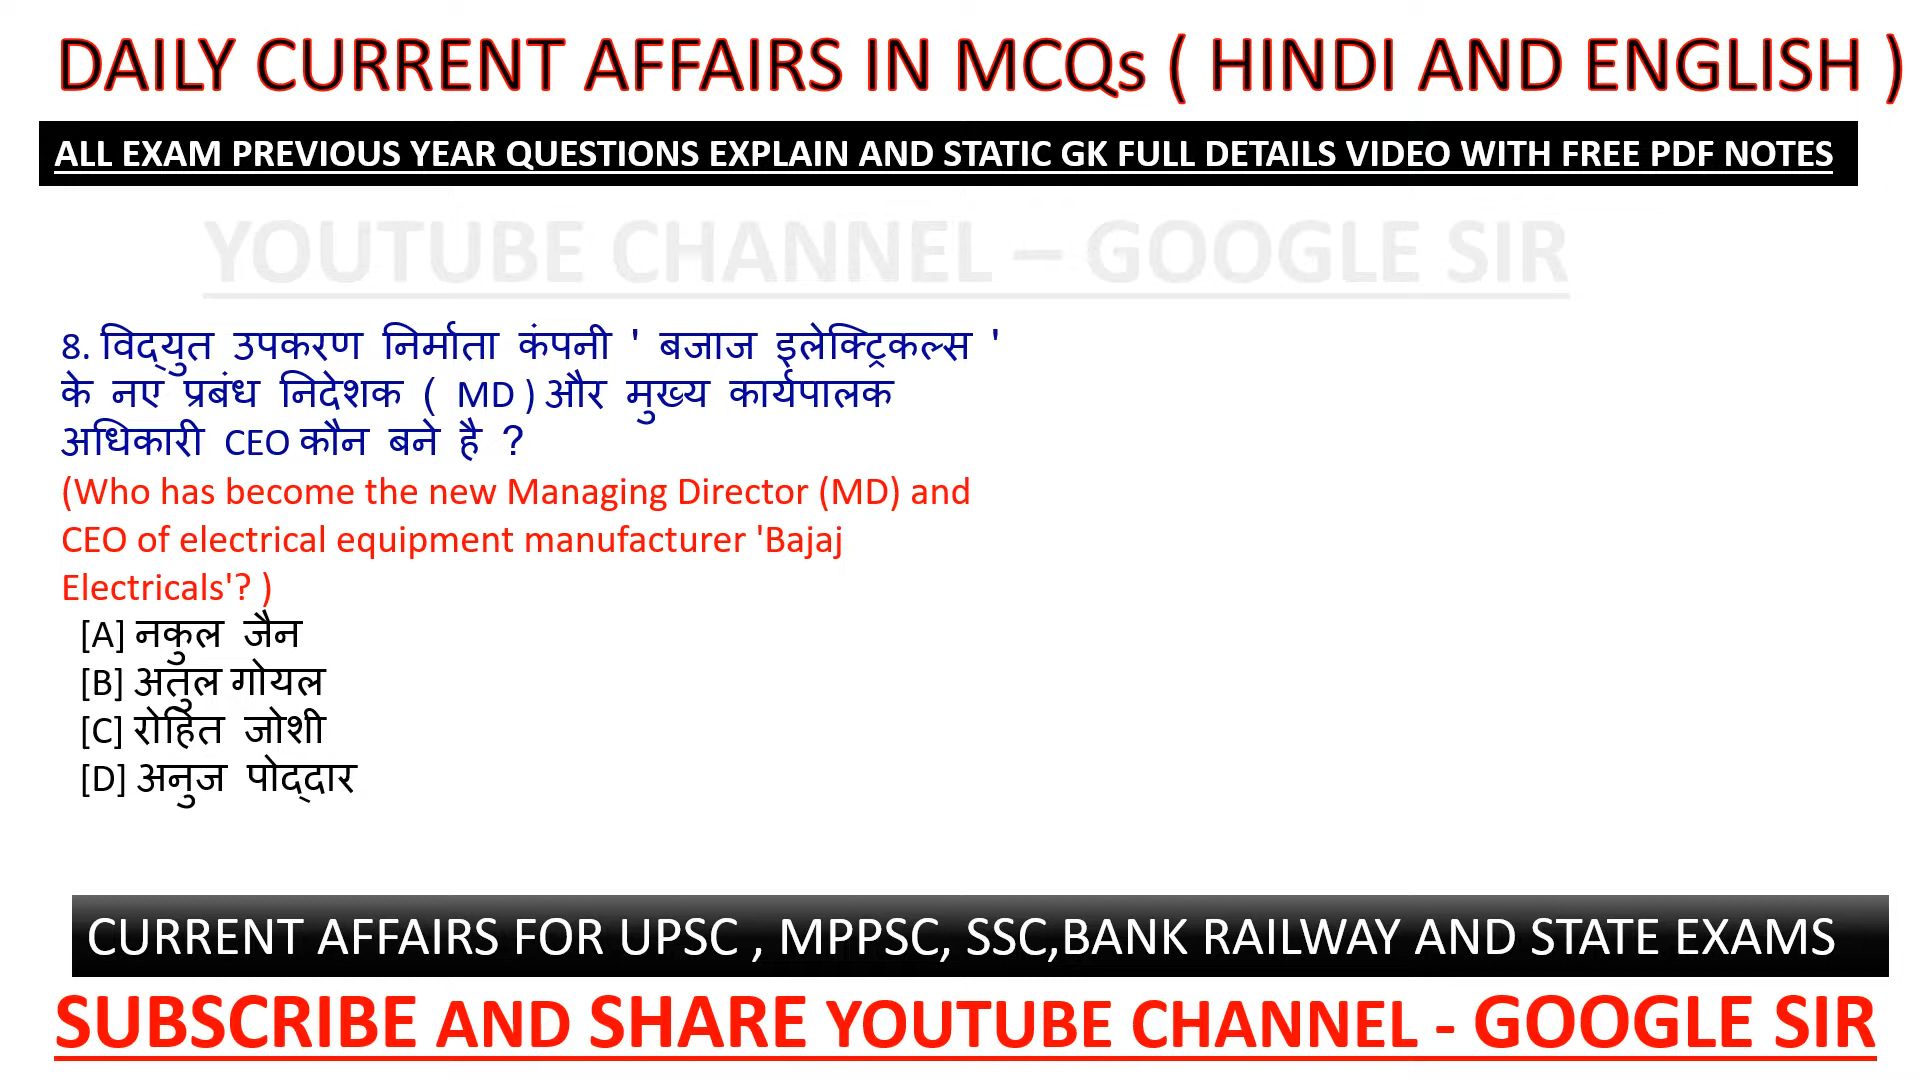 DAILY CURRENT AFFAIRS IN MCQs ( HINDI AND ENGLISH )
ALL EXAM PREVIOUS YEAR QUESTIONS EXPLAIN AND STATIC GK FULL DETAILS VIDEO WITH FREE PDF NOTES
YOUTUBE CHANNEL – GOOGLE SIR
8. विद्युत उपकरण निर्माता कंपनी ' बजाज इलेक्ट्रिकल्स '
के नए प्रबंध निदेशक ( MD ) और मुख्य कार्यपालक
अधिकारी CEO कौन बने है ?
(Who has become the new Managing Director (MD) and
CEO of electrical equipment manufacturer 'Bajaj
Electricals'? )
[A] नकुल जैन
[B] अतुल गोयल
[C] रोहित जोशी
[D] अनुज पोद्दार
CURRENT AFFAIRS FOR UPSC , MPPSC, SSC,BANK RAILWAY AND STATE EXAMS
SUBSCRIBE AND SHARE YOUTUBE CHANNEL - GOOGLE SIR